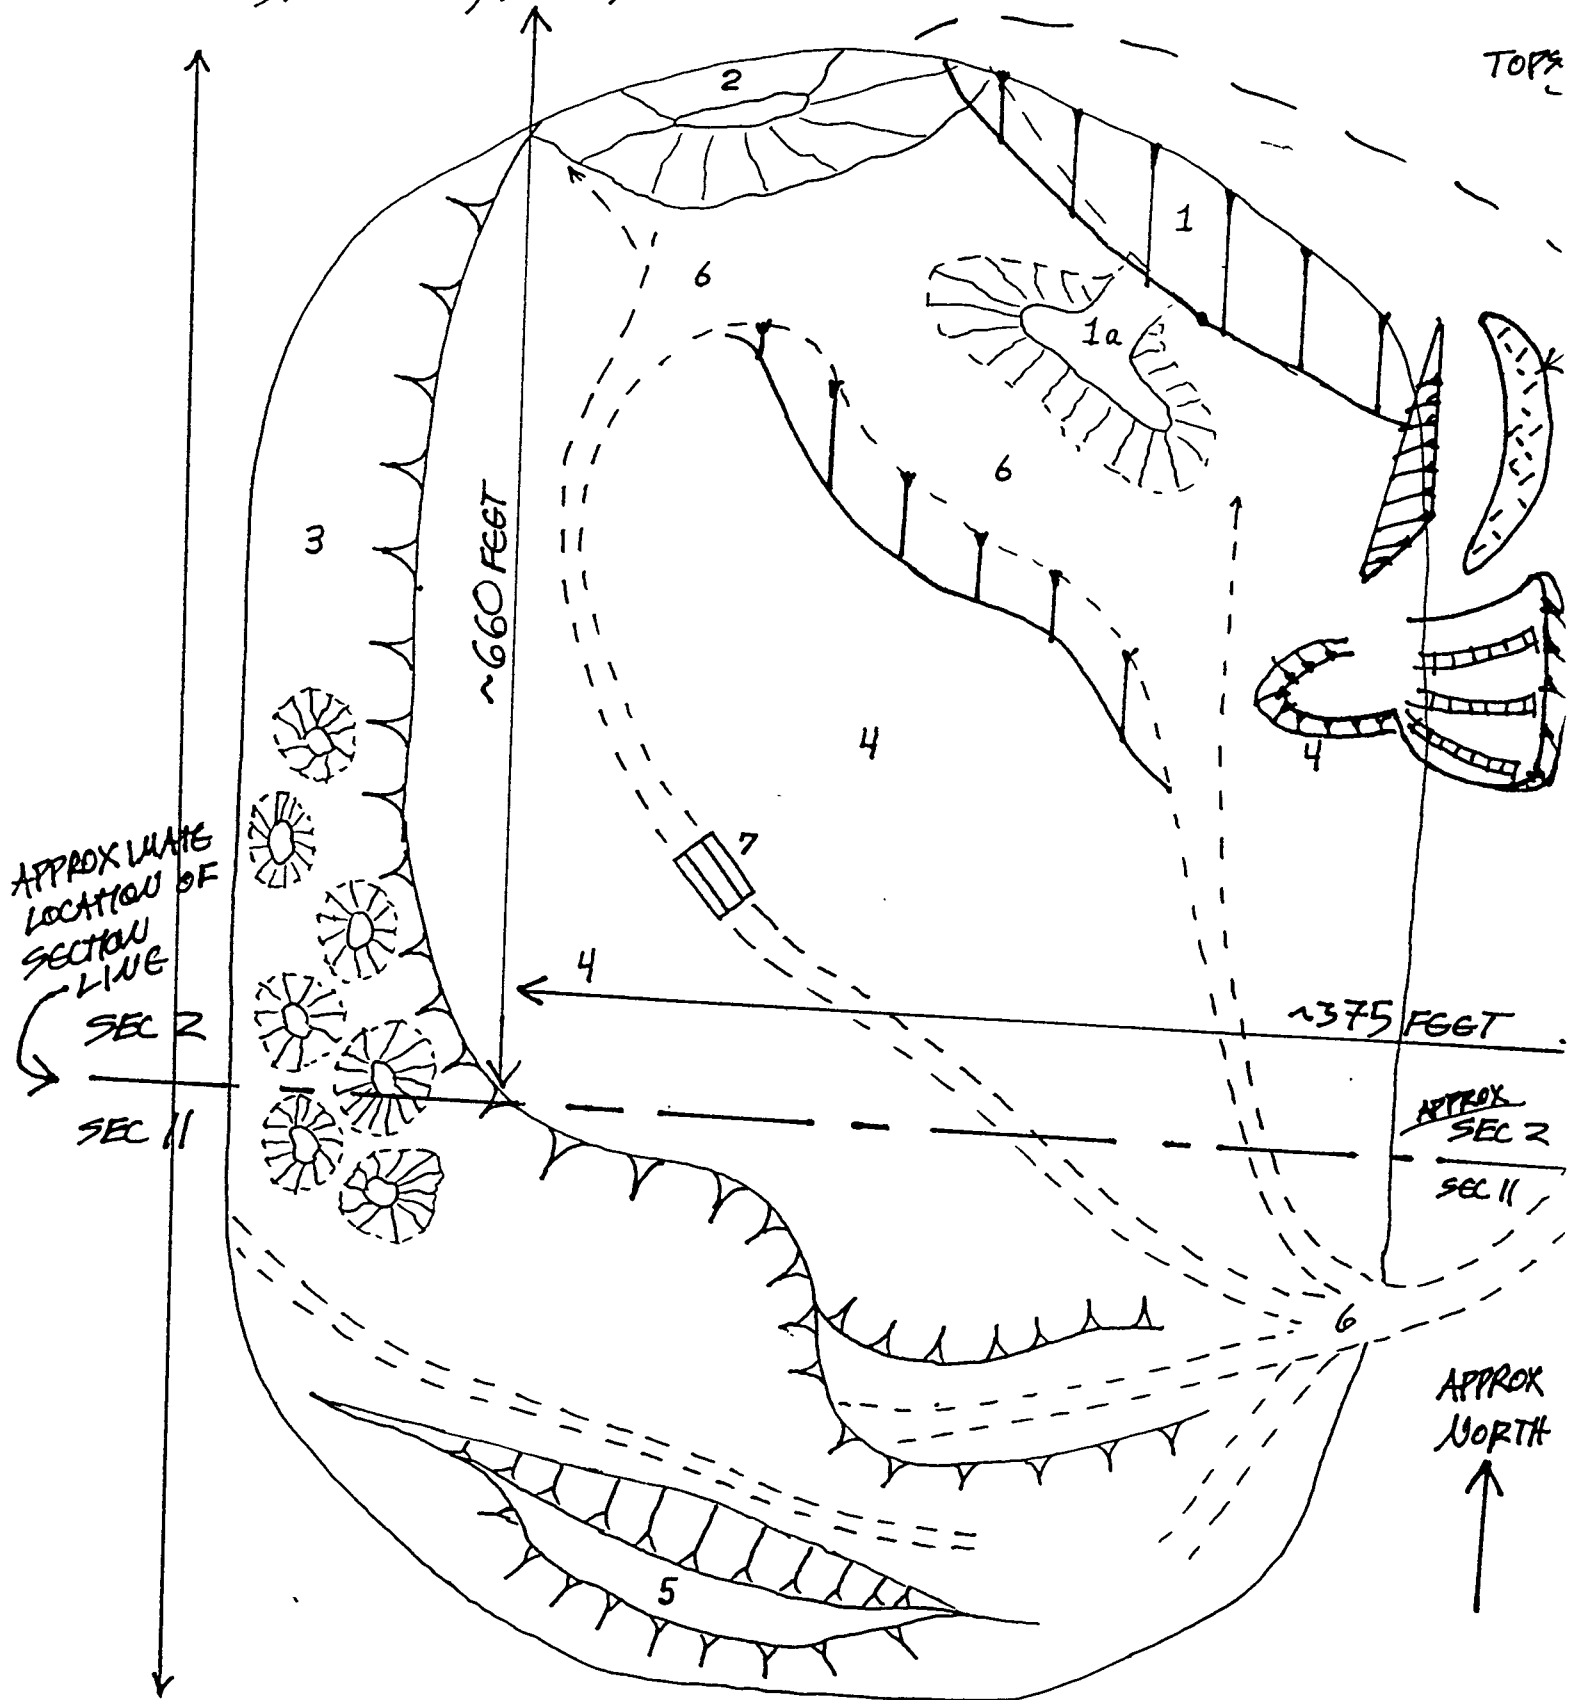 TOPS
2
1
6
1a
6
3
~660 FEET
4
4
7
APPROXIMATE
LOCATION OF
SECTION
LINE
4
SEC 2
~375 FEET
SEC 11
APPROX
SEC 2
SEC 11
6
APPROX
NORTH
5